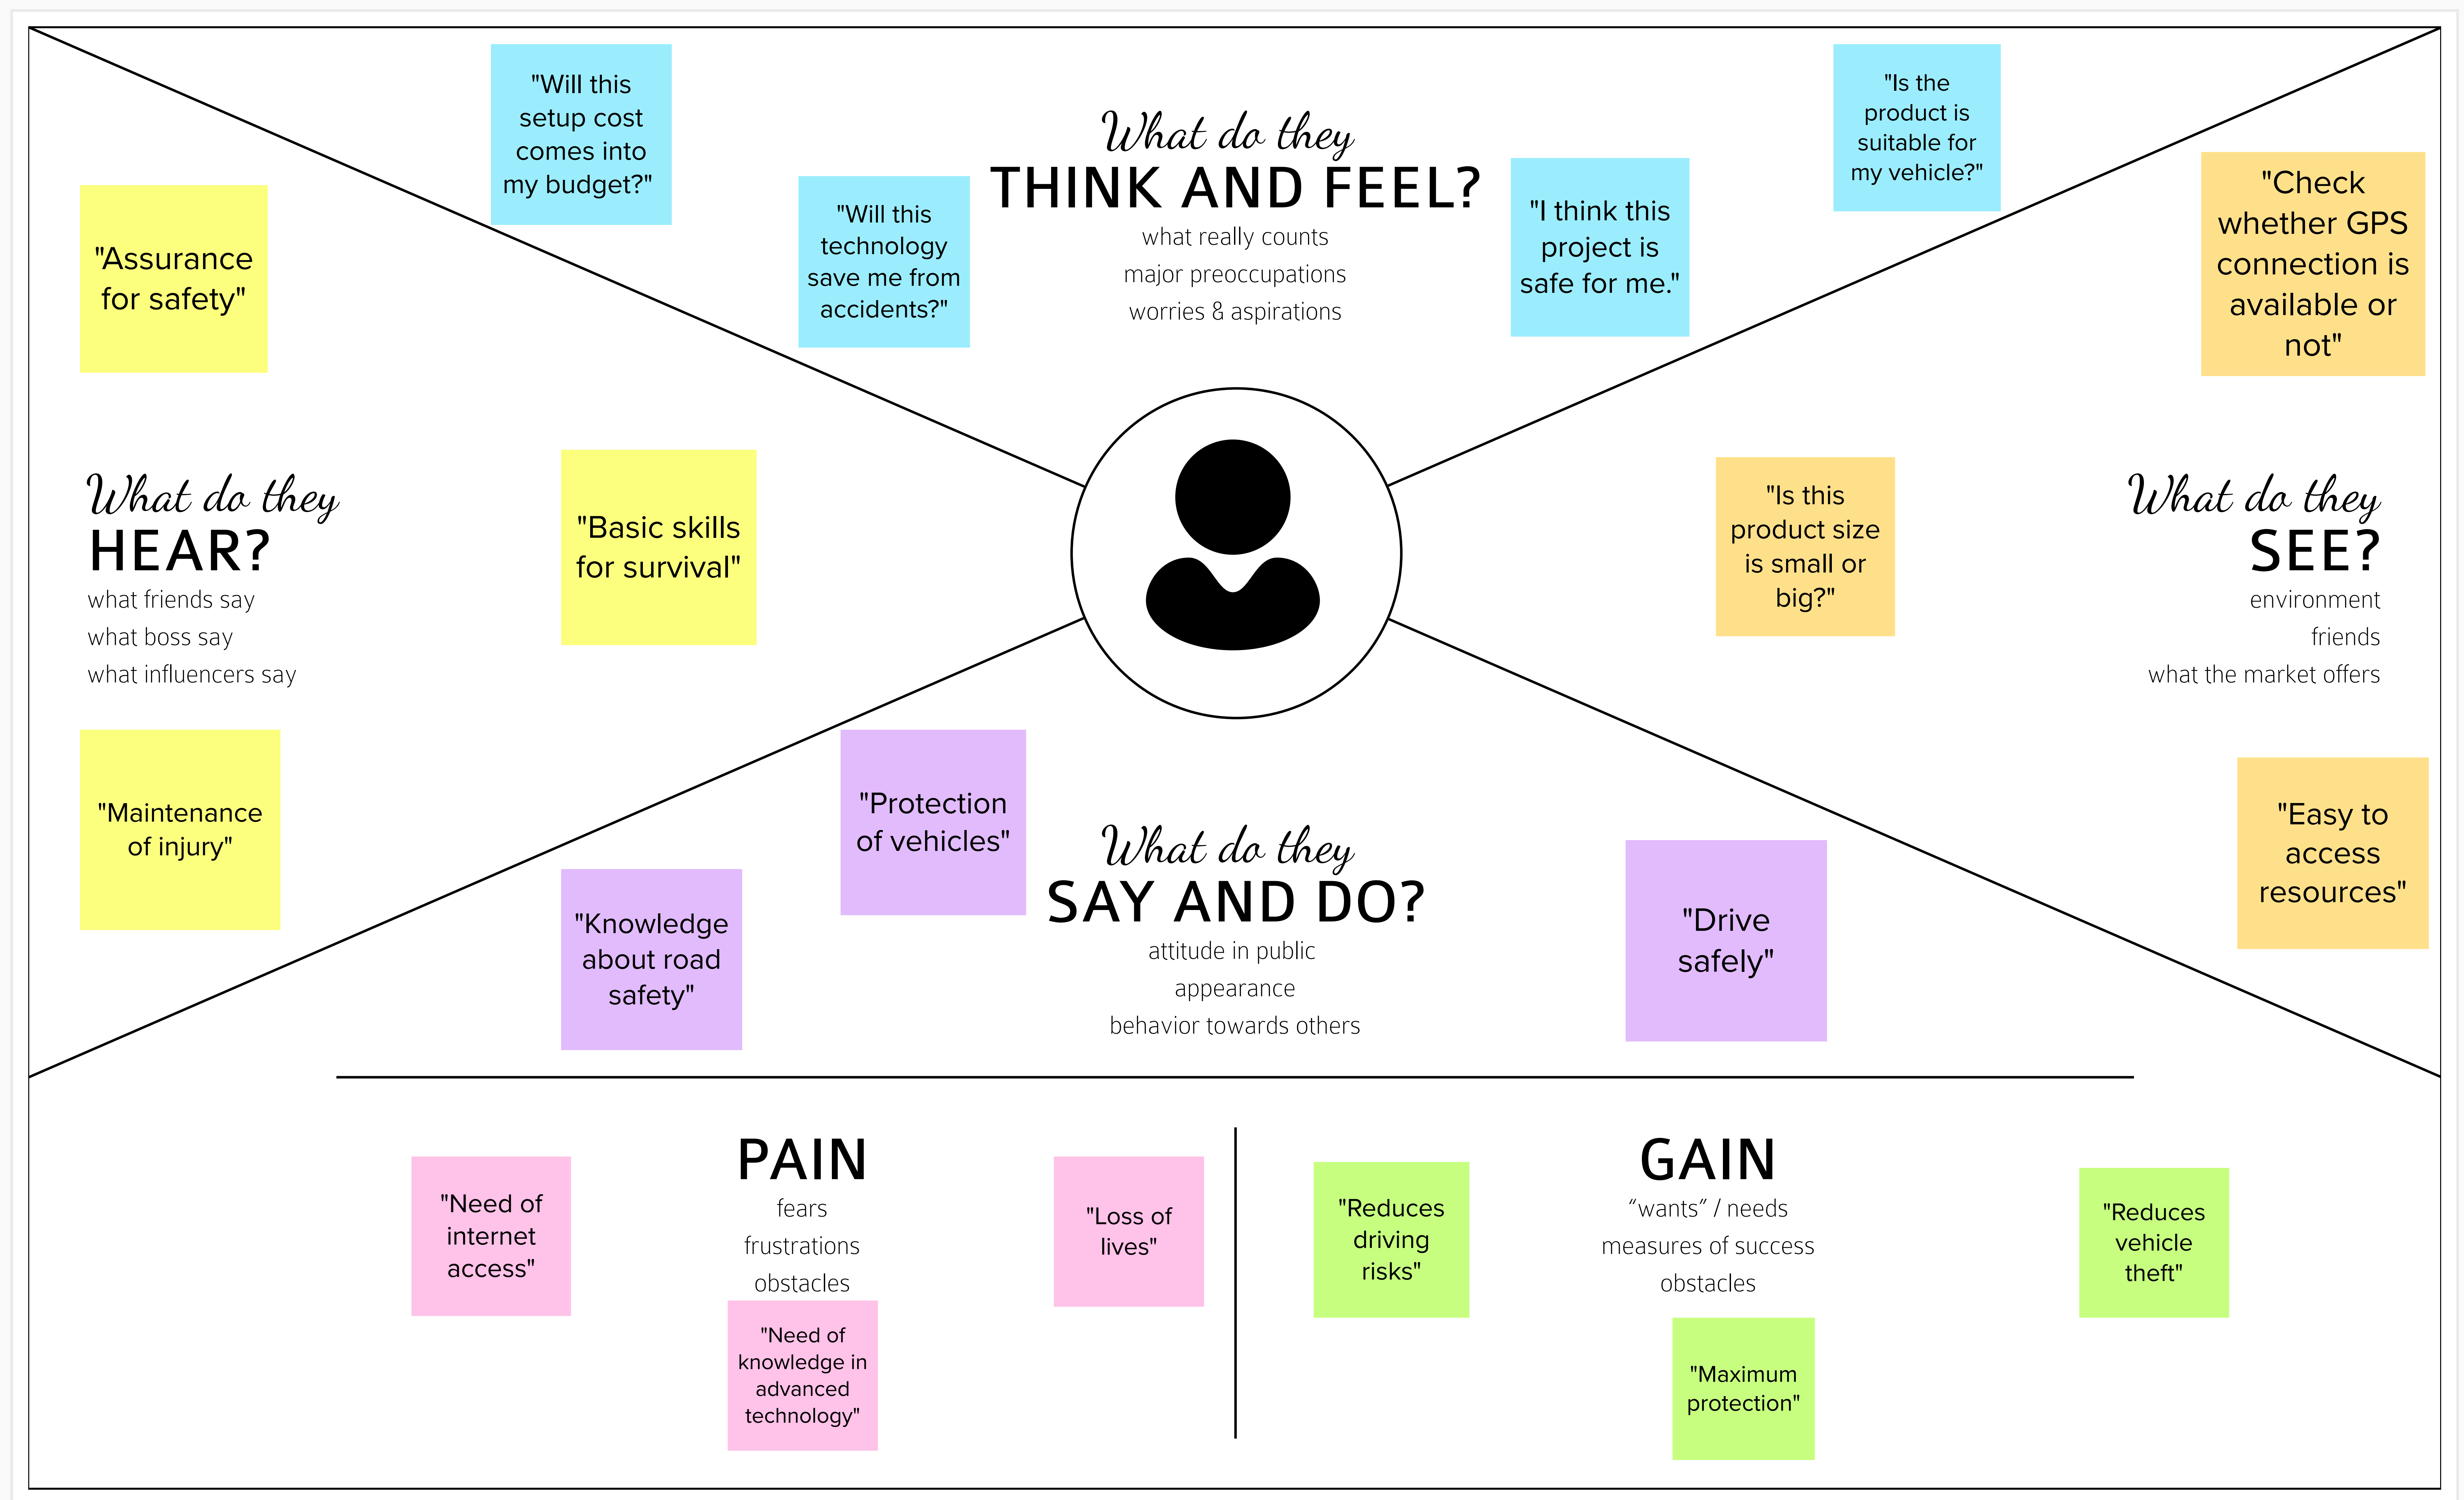 "Will this
setup cost
comes into
my budget?"
"Will this
technology
save me from
accidents?"
What do they
THINK AND FEEL?
what really counts
major preoccupations
worries & aspirations
"I think this
project is
safe for me."
"Is the
product is
suitable for
my vehicle?"
"Assurance
for safety"
What do they
HEAR?
what friends say
what boss say
what influencers say
"Basic skills
for survival"
"Maintenance
of injury"
"Check
whether GPS
connection is
available or
not"
"Is this
product size
is small or
big?"
What do they
SEE?
environment
friends
what the market offers
"Easy to
access
resources"
"Protection
of vehicles"
"Knowledge
about road
safety"
What do they
SAY AND DO?
attitude in public
appearance
behavior towards others
"Drive
safely"
PAIN
fears
frustrations
obstacles
"Need of
internet
access"
"Need of
knowledge in
advanced
technology"
"Loss of
lives"
GAIN
“wants” / needs
measures of success
obstacles
"Reduces
driving
risks"
"Maximum
protection"
"Reduces
vehicle
theft"